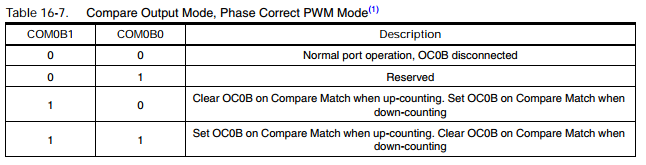 Table 16-7. Compare Output Mode, Phase Correct PWM Mode(1)
COM0B1 COM0B0 Description
0 0 Normal port operation, OC0B disconnected
0 1 Reserved
1 0 Clear OC0B on Compare Match when up-counting. Set OC0B on Compare Match when
down-counting
1 1 Set OC0B on Compare Match when up-counting. Clear OC0B on Compare Match when
down-counting